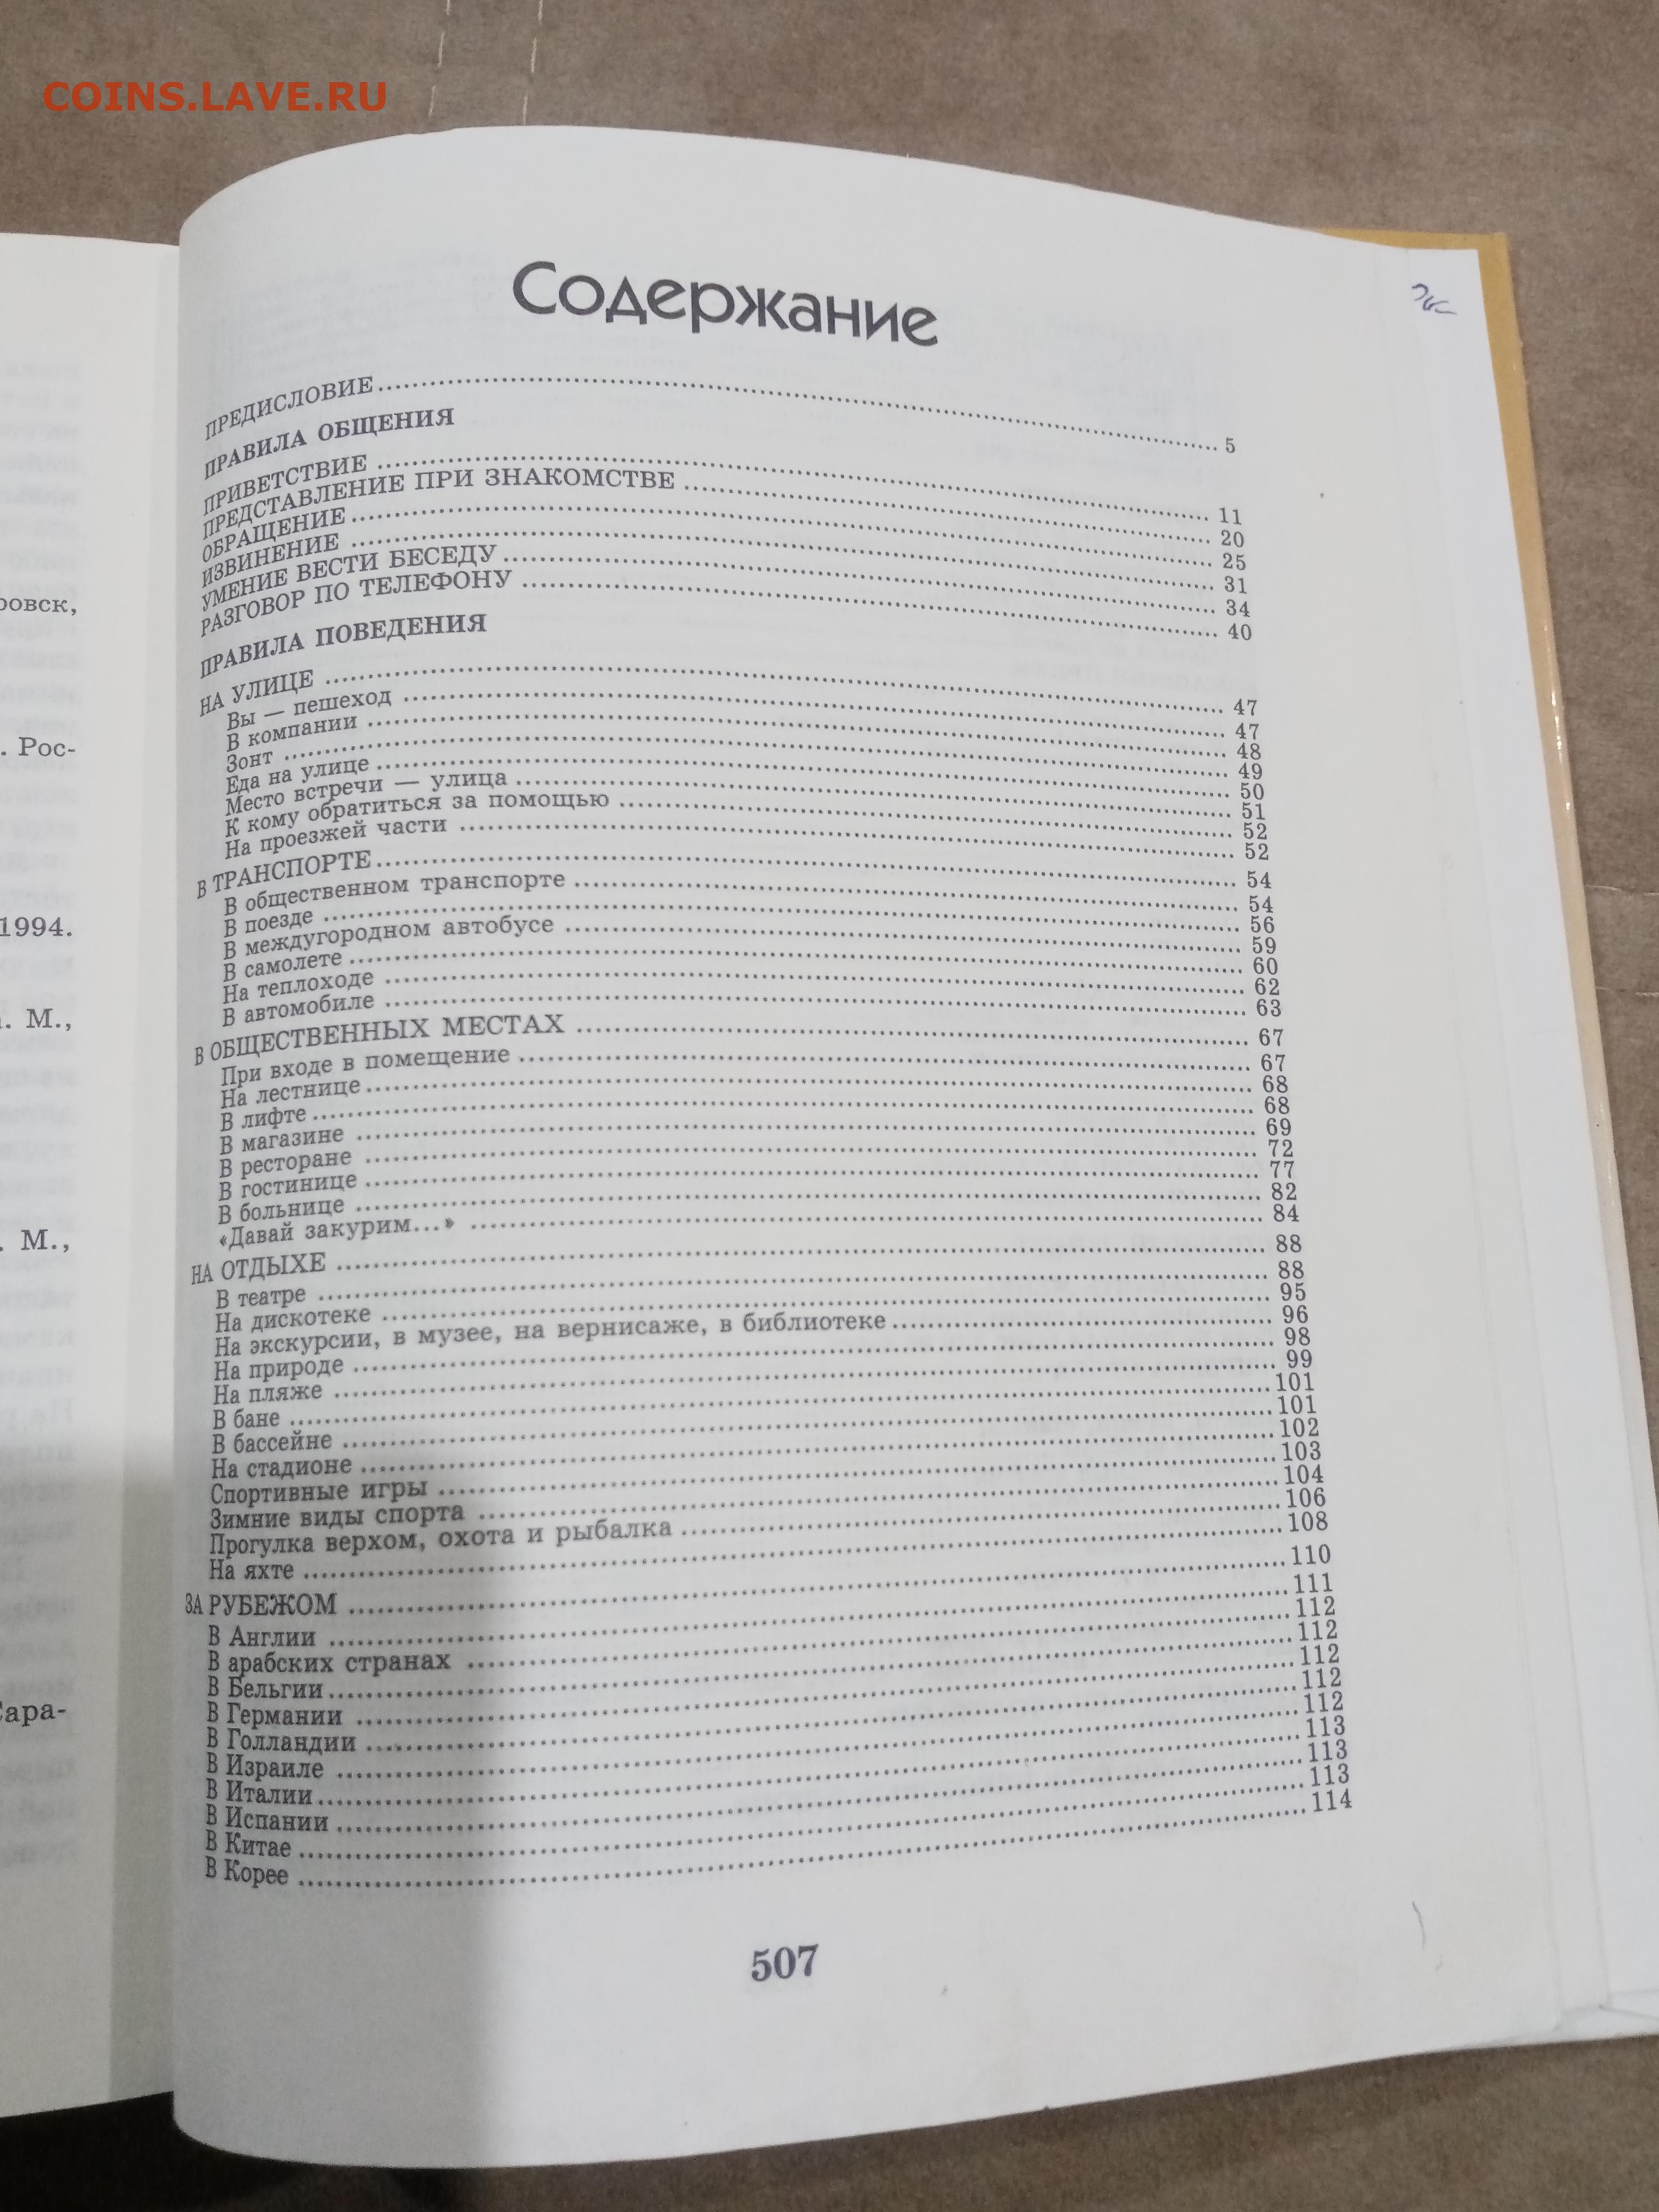 COINS.LAVE.RU
ровск,
. Рос-
1994.
. М.,
. М.,
Сара-
Содержание
ПРЕДИСЛОВИЕ 5
ПРАВИЛА ОБЩЕНИЯ
ПРИВЕТСТВИЕ 11
ПРЕДСТАВЛЕНИЕ ПРИ ЗНАКОМСТВЕ 20
ОБРАЩЕНИЕ 25
ИЗВИНЕНИЕ 31
УМЕНИЕ ВЕСТИ БЕСЕДУ 34
РАЗГОВОР ПО ТЕЛЕФОНУ 40
ПРАВИЛА ПОВЕДЕНИЯ
НА УЛИЦЕ 47
Вы — пешеход 47
В компании 48
Зонт 49
Еда на улице 50
Место встречи — улица 51
К кому обратиться за помощью 52
На проезжей части 52
В ТРАНСПОРТЕ 54
В общественном транспорте 54
В поезде 56
В междугородном автобусе 59
В самолете 60
На теплоходе 62
В автомобиле 63
В ОБЩЕСТВЕННЫХ МЕСТАХ 67
При входе в помещение 67
На лестнице 68
В лифте 68
В магазине 69
В ресторане 72
В гостинице 77
В больнице 82
«Давай закурим...» 84
НА ОТДЫХЕ 88
В театре 88
На дискотеке 95
На экскурсии, в музее, на вернисаже, в библиотеке 96
На природе 98
На пляже 99
В бане 101
В бассейне 101
На стадионе 102
Спортивные игры 103
Зимние виды спорта 104
Прогулка верхом, охота и рыбалка 106
На яхте 108
ЗА РУБЕЖОМ 110
В Англии 111
В арабских странах 112
В Бельгии 112
В Германии 112
В Голландии 112
В Израиле 112
В Италии 113
В Испании 113
В Китае 113
В Корее 114
507